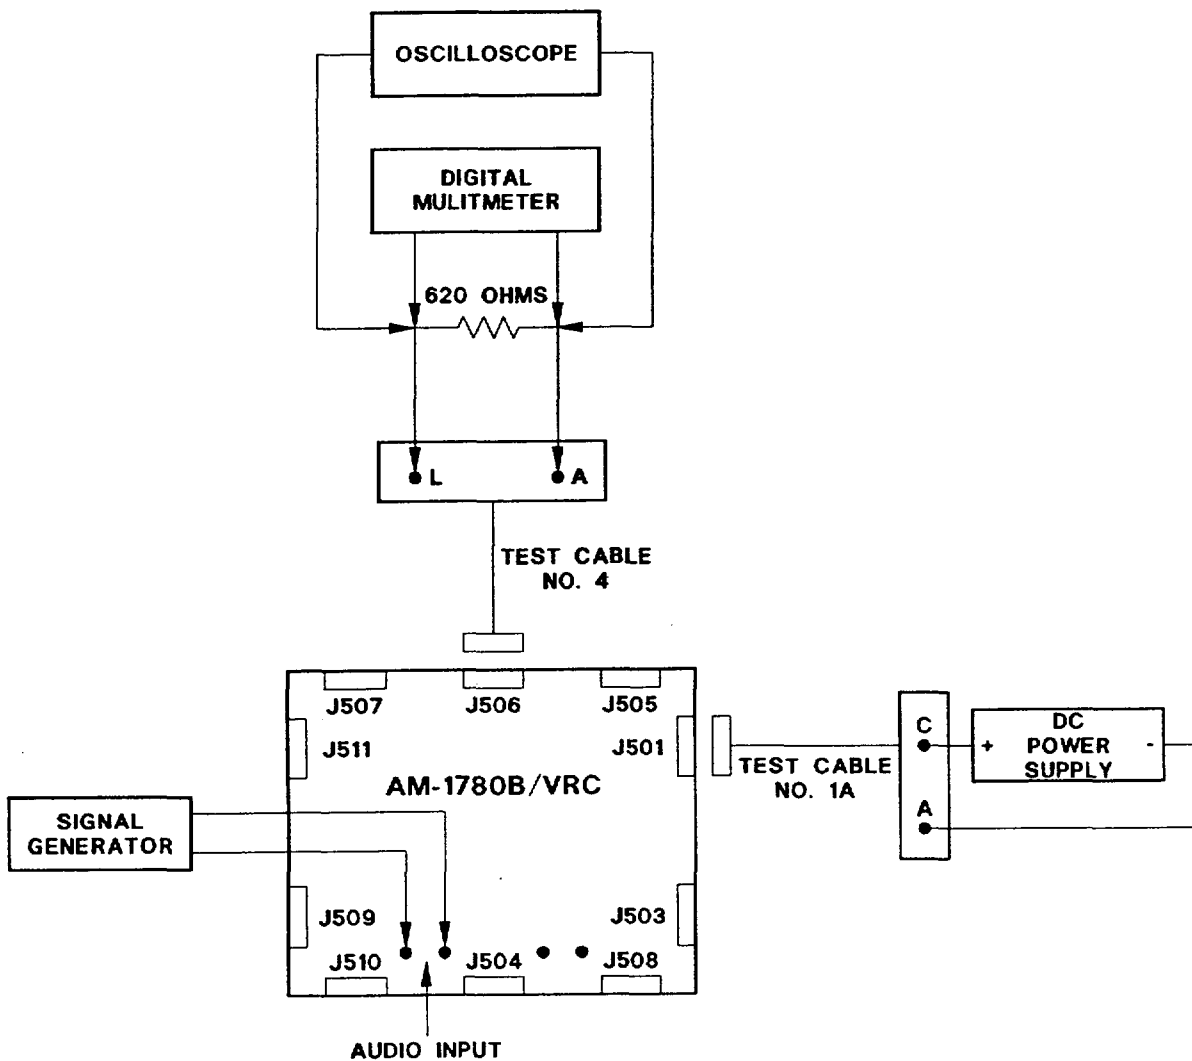 OSCILLOSCOPE
DIGITAL
MULITMETER
620 OHMS
L
A
TEST CABLE
NO. 4
J507
J506
J505
J511
J501
AM-1780B/VRC
TEST CABLE
NO. 1A
C
A
+
DC
POWER
SUPPLY
-
SIGNAL
GENERATOR
J509
J503
J510
J504
J508
AUDIO INPUT